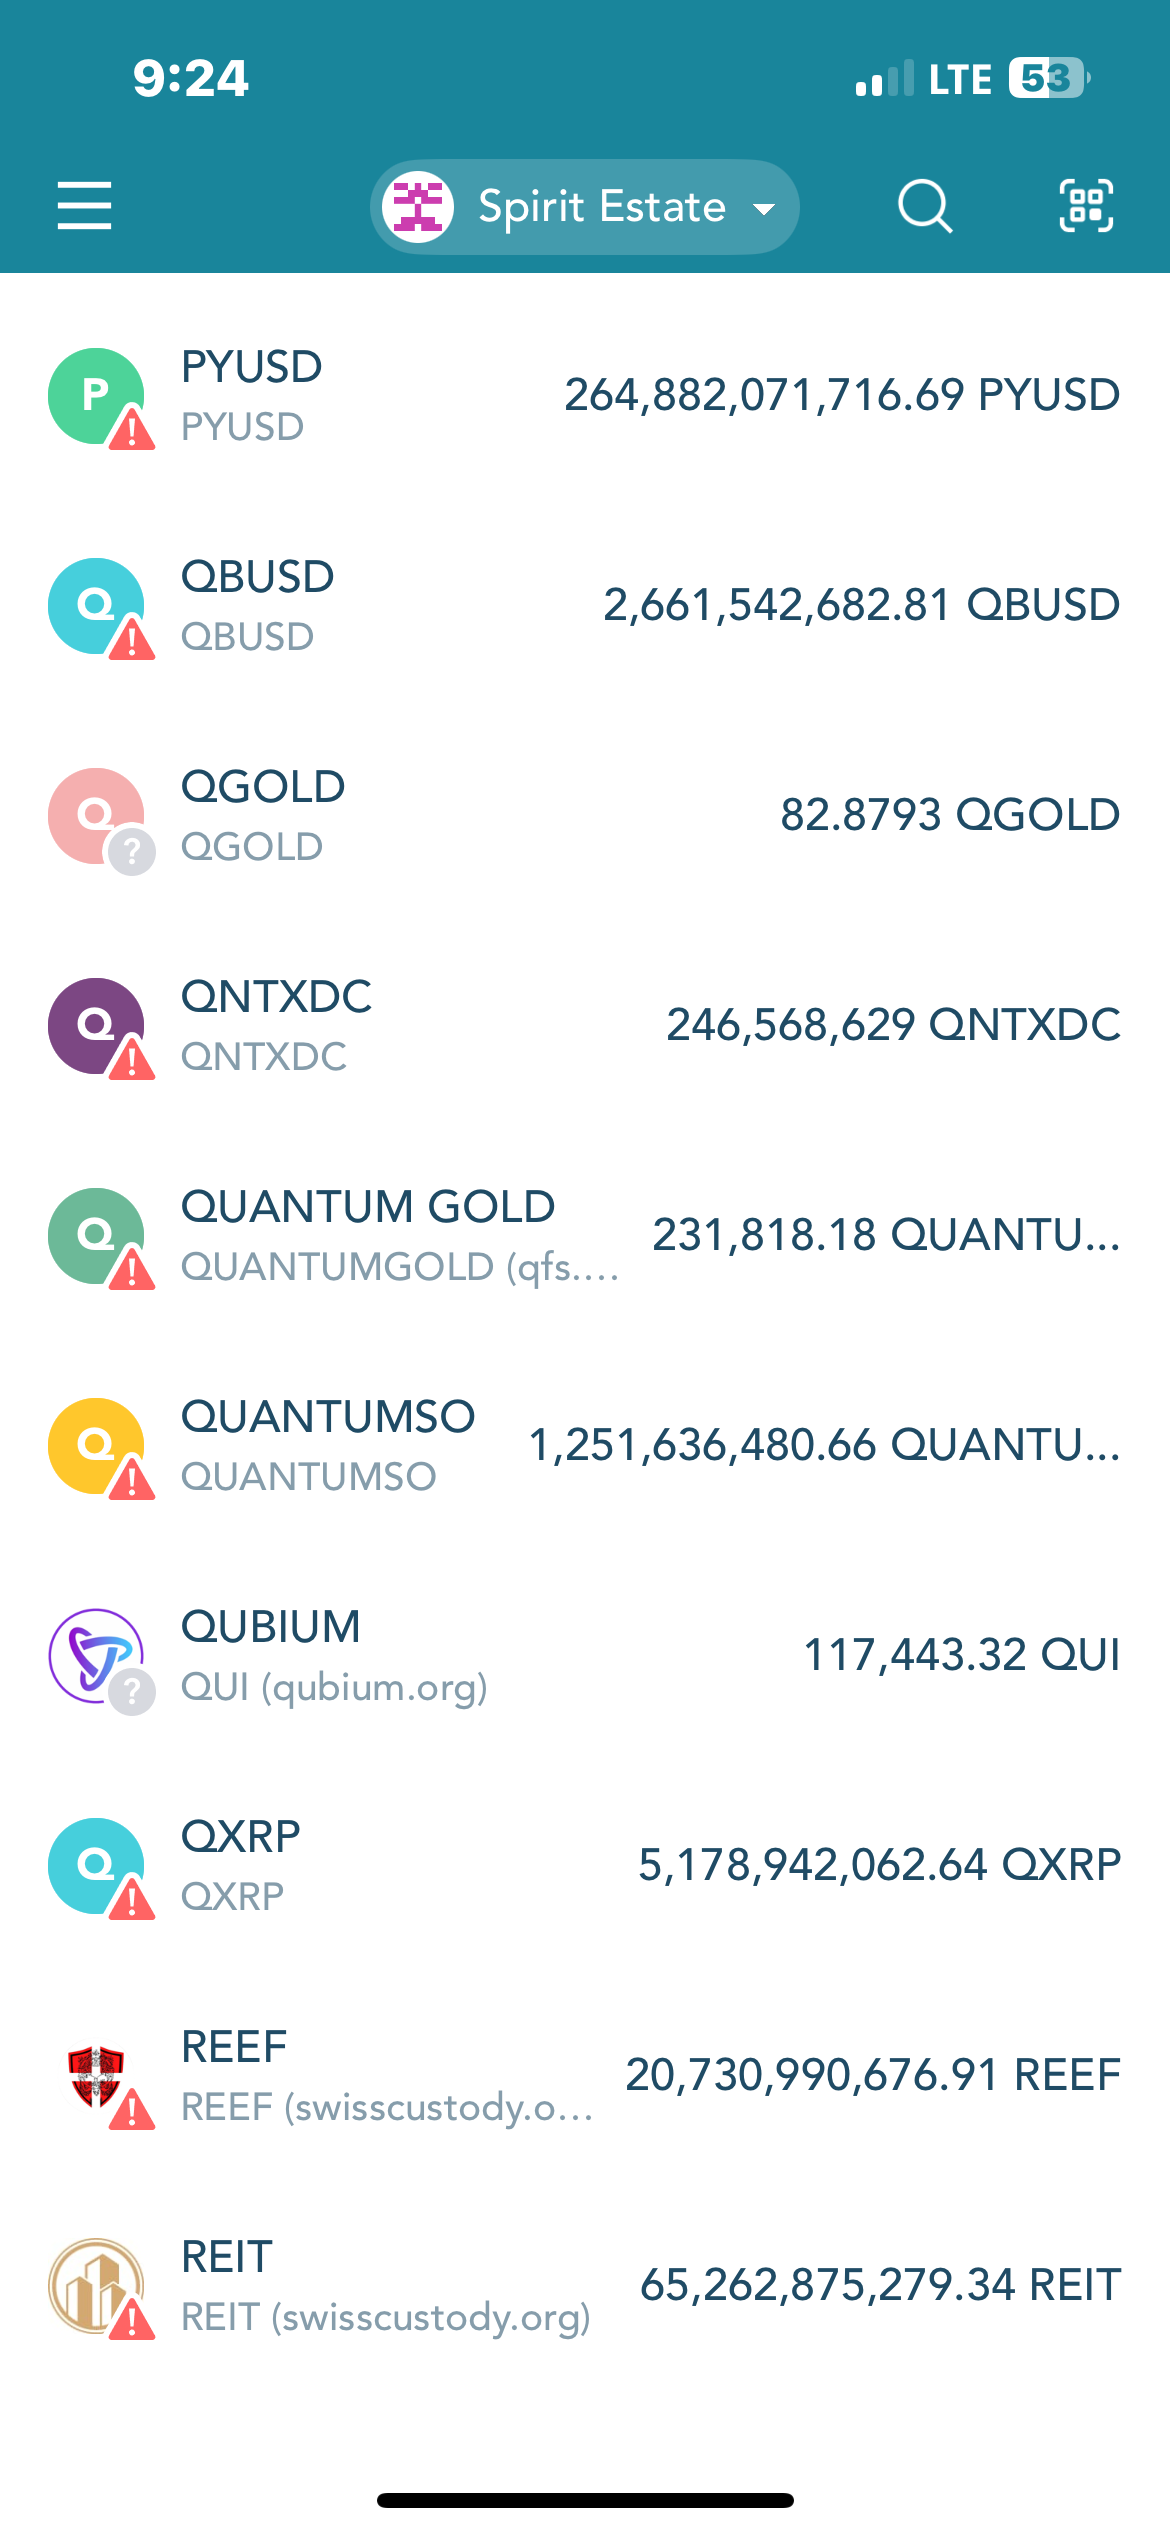 9:24
LTE 53
Spirit Estate
P
PYUSD
PYUSD
264,882,071,716.69 PYUSD
Q
QBUSD
QBUSD
2,661,542,682.81 QBUSD
Q
?
QGOLD
QGOLD
82.8793 QGOLD
Q
QNTXDC
QNTXDC
246,568,629 QNTXDC
Q
QUANTUM GOLD
QUANTUMGOLD (qfs....
231,818.18 QUANTU...
Q
QUANTUMSO
QUANTUMSO
1,251,636,480.66 QUANTU...
?
QUBIUM
QUI (qubium.org)
117,443.32 QUI
Q
QXRP
QXRP
5,178,942,062.64 QXRP
REEF
REEF (swisscustody.o...
20,730,990,676.91 REEF
REIT
REIT (swisscustody.org)
65,262,875,279.34 REIT